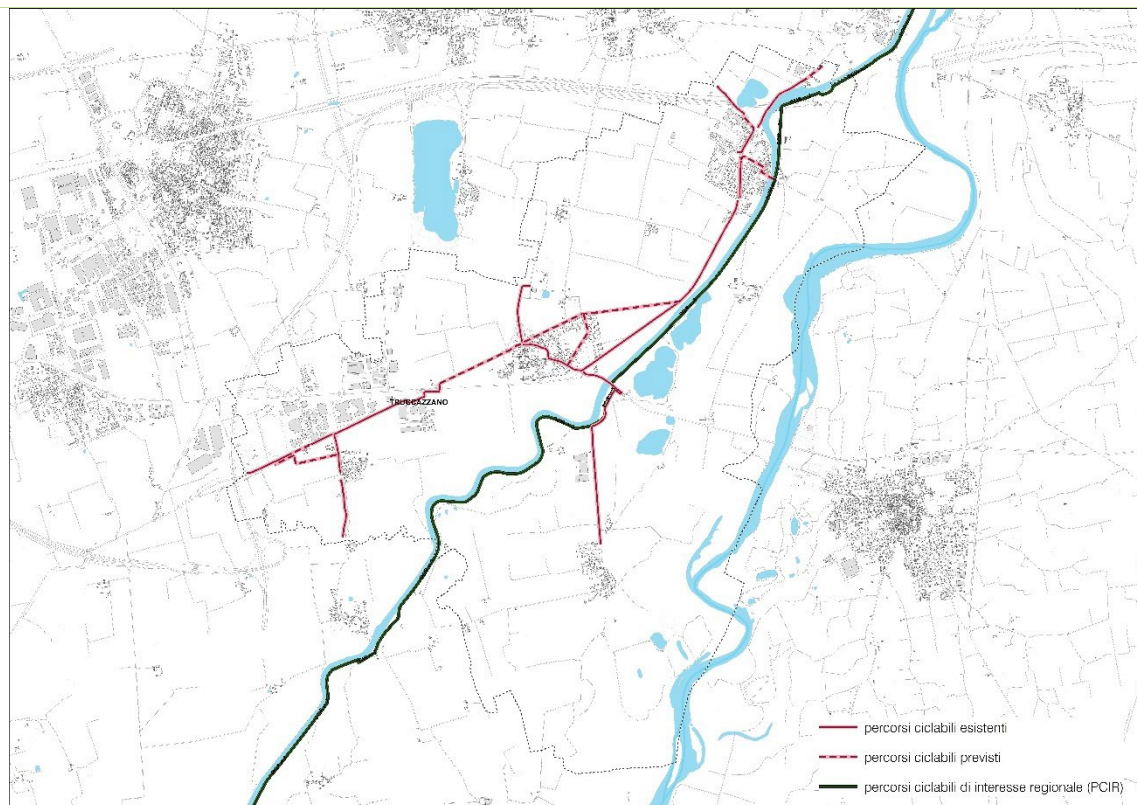 TRUCCAZZANO
percorsi ciclabili esistenti
percorsi ciclabili previsti
percorsi ciclabili di interesse regionale (PCIR)